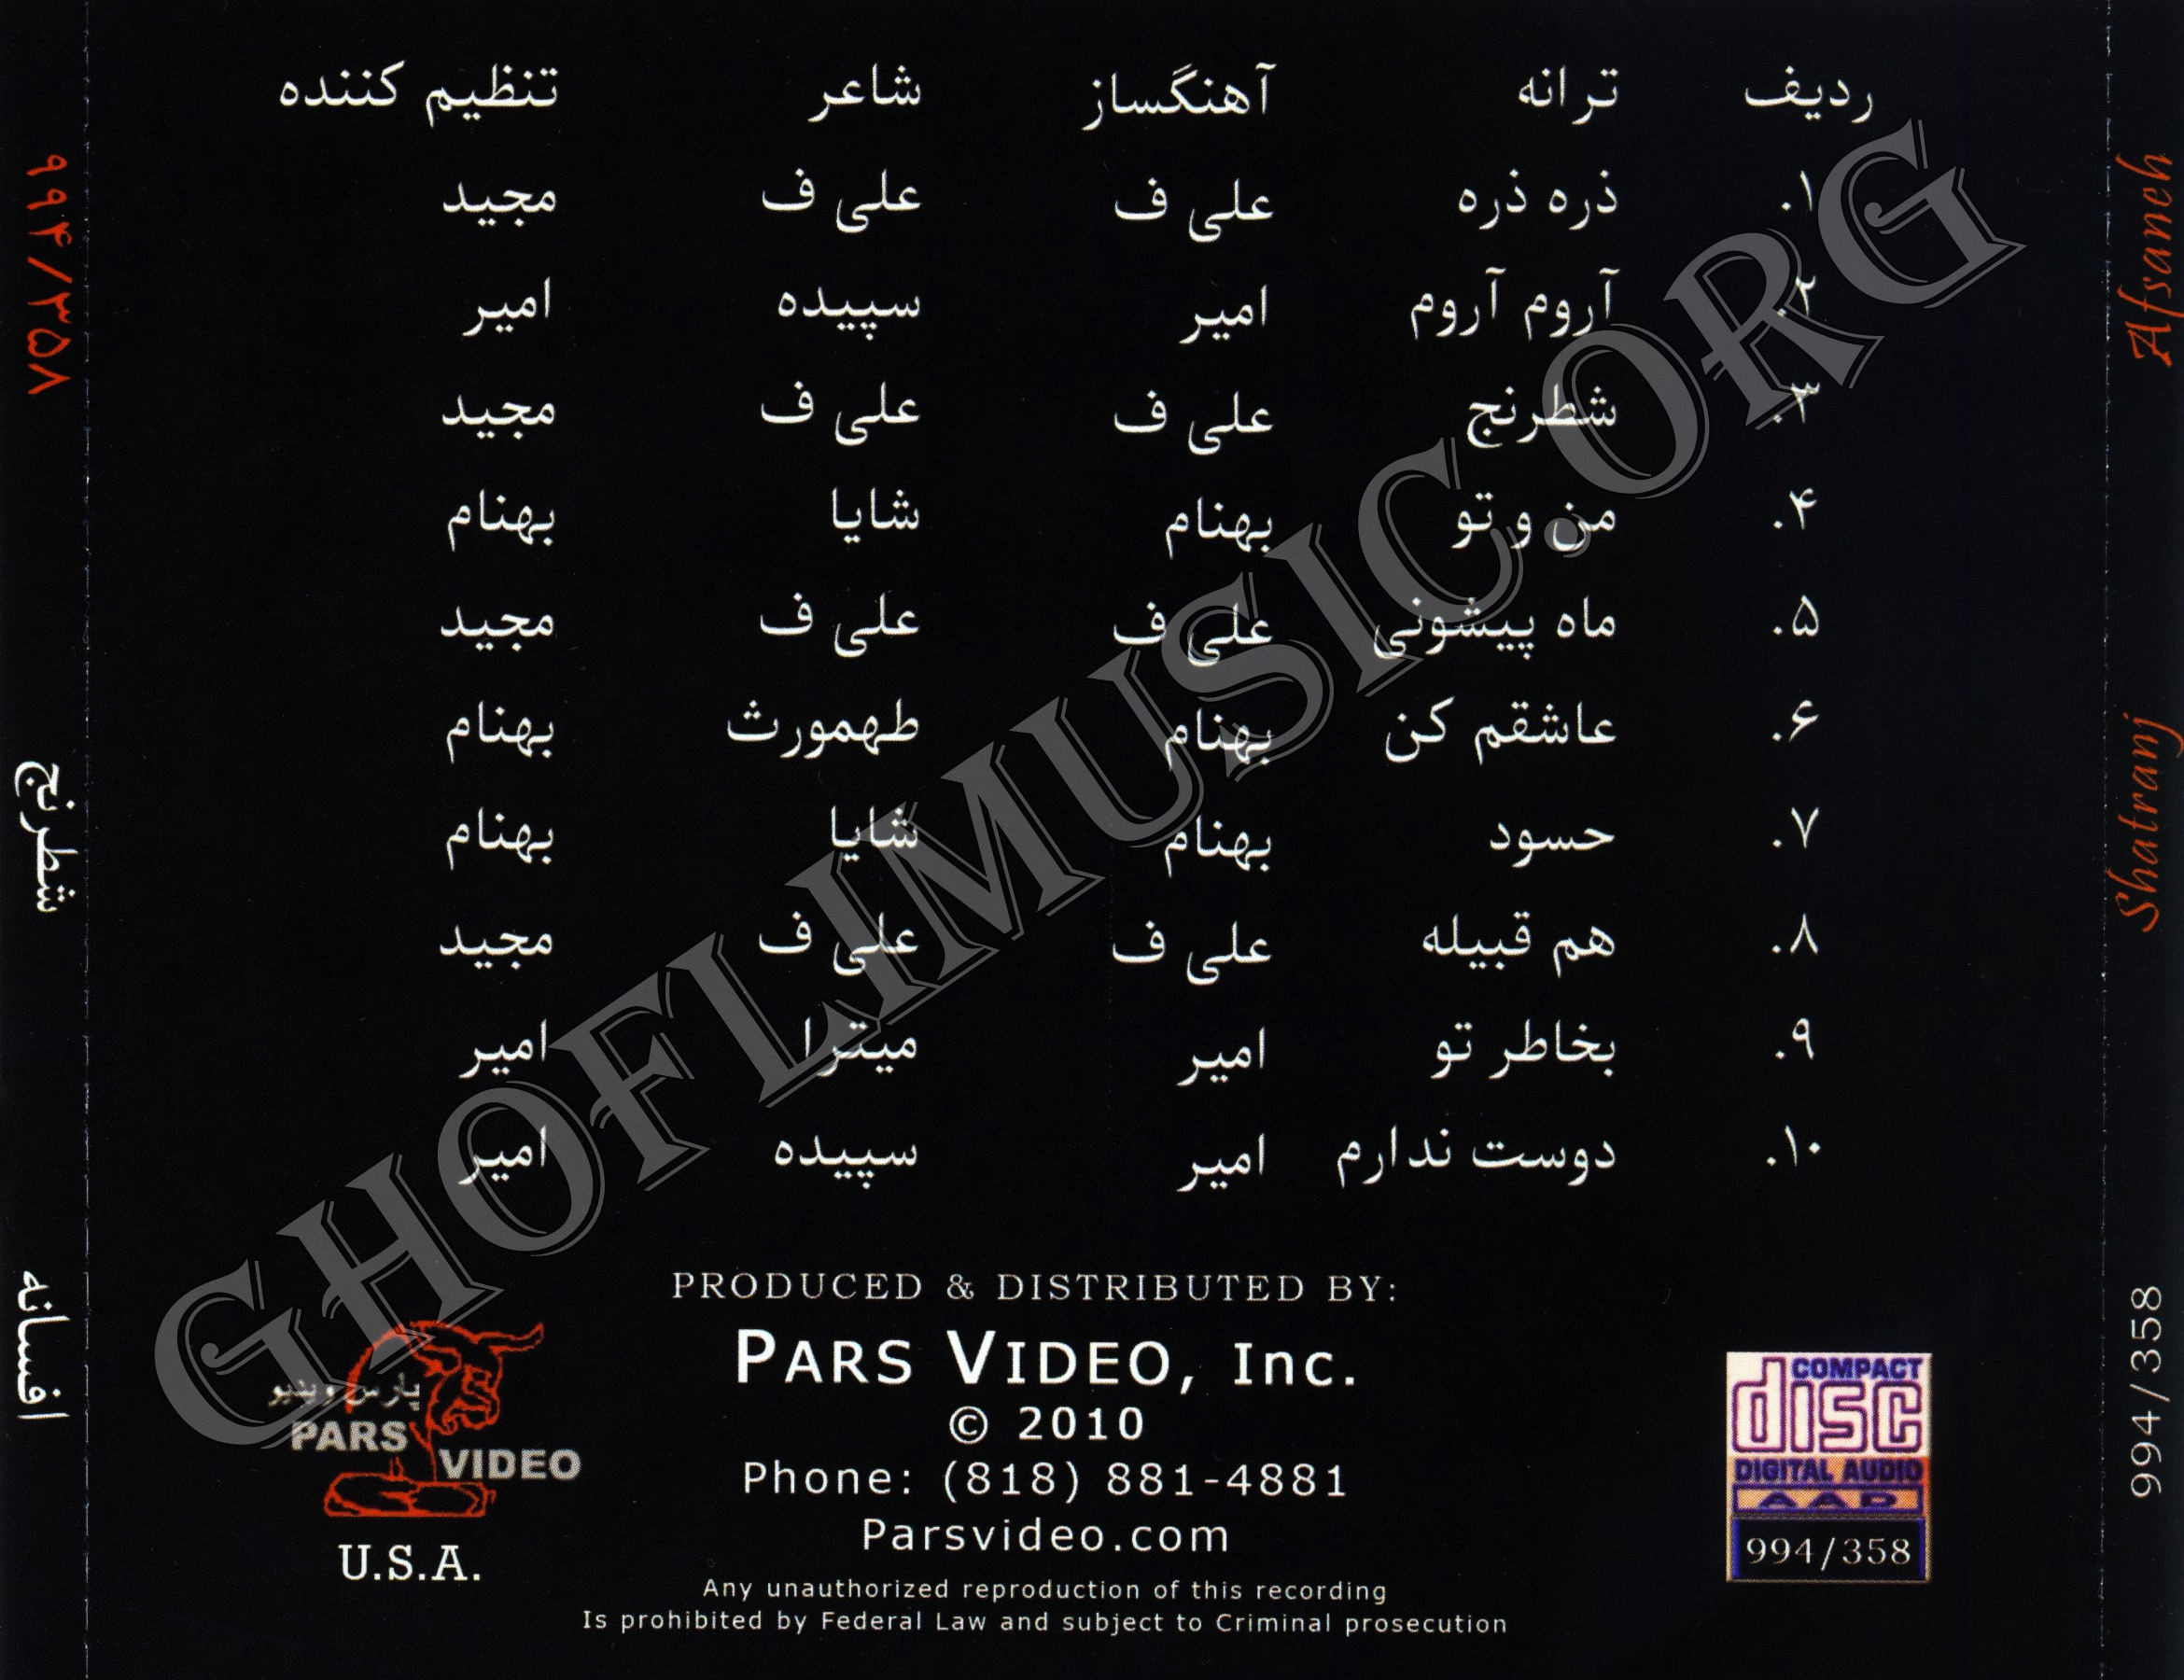 ردیف ترانه آهنگساز شاعر تنظیم کننده
۱. ذره ذره علی ف علی ف مجید
۲. آروم آروم امیر سپیده امیر
۳. شطرنج علی ف علی ف مجید
۴. من و تو بهنام شایا بهنام
۵. ماه پیشونی علی ف علی ف مجید
۶. عاشقم کن بهنام طهمورث بهنام
۷. حسود بهنام شایا بهنام
۸. هم قبیله علی ف علی ف مجید
۹. بخاطر تو امیر میترا امیر
۱۰. دوست ندارم امیر سپیده امیر
PRODUCED & DISTRIBUTED BY:
PARS VIDEO, Inc.
© 2010
Phone: (818) 881-4881
Parsvideo.com
Any unauthorized reproduction of this recording
Is prohibited by Federal Law and subject to Criminal prosecution
پارس ویدیو
PARS
VIDEO
U.S.A.
COMPACT
disc
DIGITAL AUDIO
AAD
994/358
Afsaneh
Shatranj
994/358
۹۹۴/۳۵۸
شطرنج
افسانه
GHOFLIMUSIC.ORG